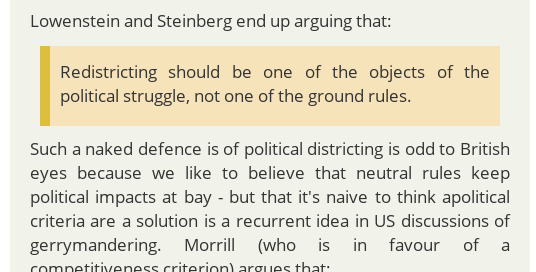 Lowenstein and Steinberg end up arguing that:
Redistricting should be one of the objects of the
political struggle, not one of the ground rules.
Such a naked defence is of political districting is odd to British
eyes because we like to believe that neutral rules keep
political impacts at bay - but that it's naive to think apolitical
criteria are a solution is a recurrent idea in US discussions of
gerrymandering. Morrill (who is in favour of a
competitiveness criterion) argues that: